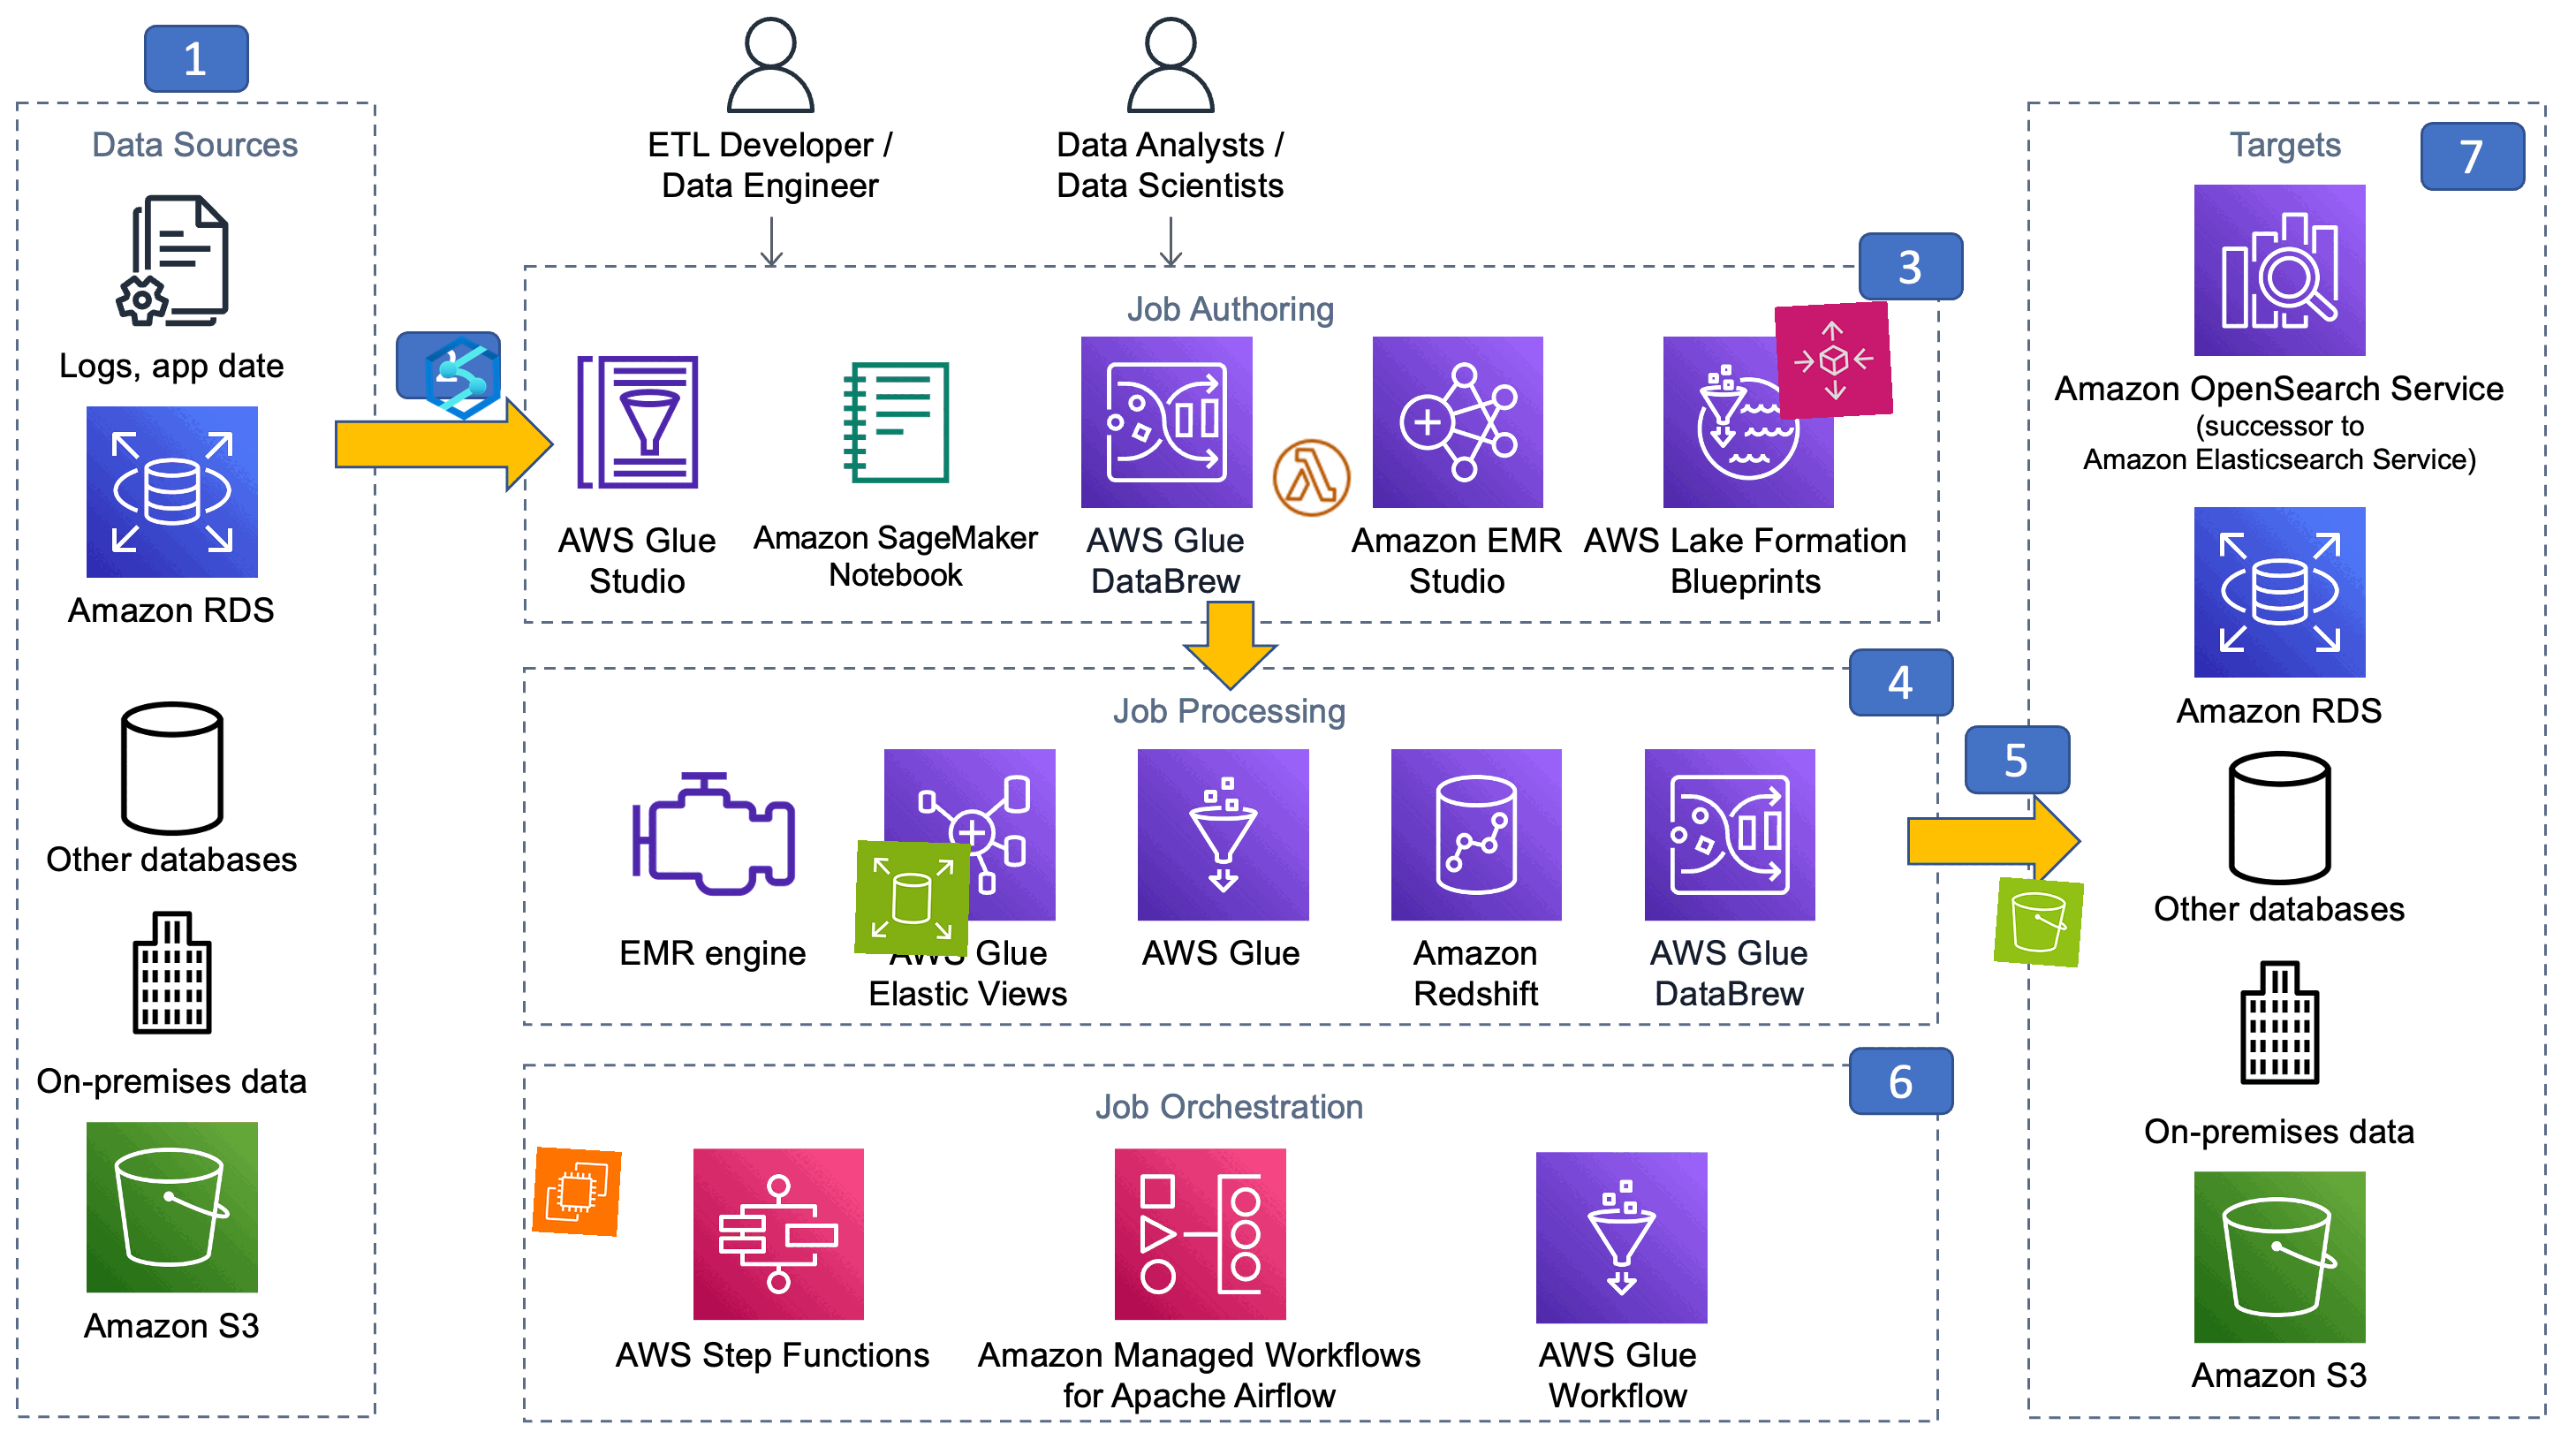 1
Data Sources
Logs, app date
Amazon RDS
Other databases
On-premises data
Amazon S3
ETL Developer /
Data Engineer
Data Analysts /
Data Scientists
3
Job Authoring
AWS Glue
Studio
Amazon SageMaker
Notebook
AWS Glue
DataBrew
Amazon EMR
Studio
AWS Lake Formation
Blueprints
4
Job Processing
EMR engine
AWS Glue
Elastic Views
AWS Glue
Amazon
Redshift
AWS Glue
DataBrew
5
6
Job Orchestration
AWS Step Functions
Amazon Managed Workflows
for Apache Airflow
AWS Glue
Workflow
7
Targets
Amazon OpenSearch Service
(successor to
Amazon Elasticsearch Service)
Amazon RDS
Other databases
On-premises data
Amazon S3